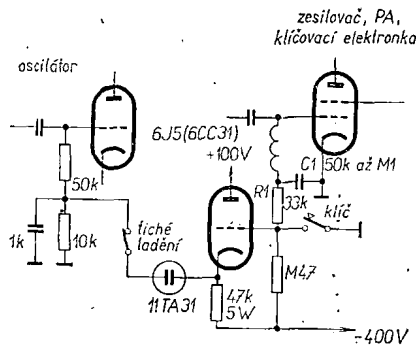 zesilovač, PA,
klíčovací elektronka
oscilátor
6J5(6CC31)
+100V
C1
50k až M1
50k
R1
33k
klíč
tiché
ladění
1k
10k
M47
11TA31
47k
5W
-400V